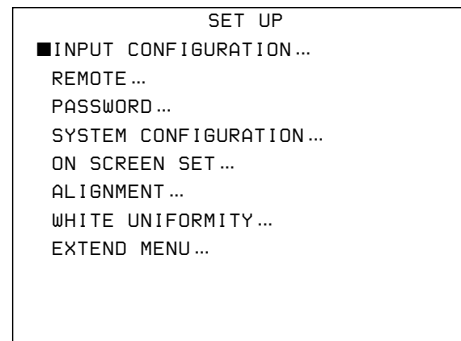 SET UP
■INPUT CONFIGURATION...
REMOTE...
PASSWORD...
SYSTEM CONFIGURATION...
ON SCREEN SET...
ALIGNMENT...
WHITE UNIFORMITY...
EXTEND MENU...